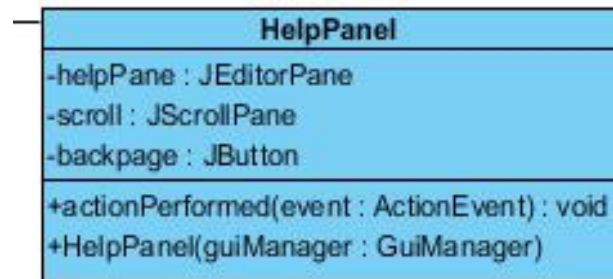 HelpPanel
-helpPane : JEditorPane
-scroll : JScrollPane
-backpage : JButton
+actionPerformed(event : ActionEvent) : void
+HelpPanel(guiManager : GuiManager)